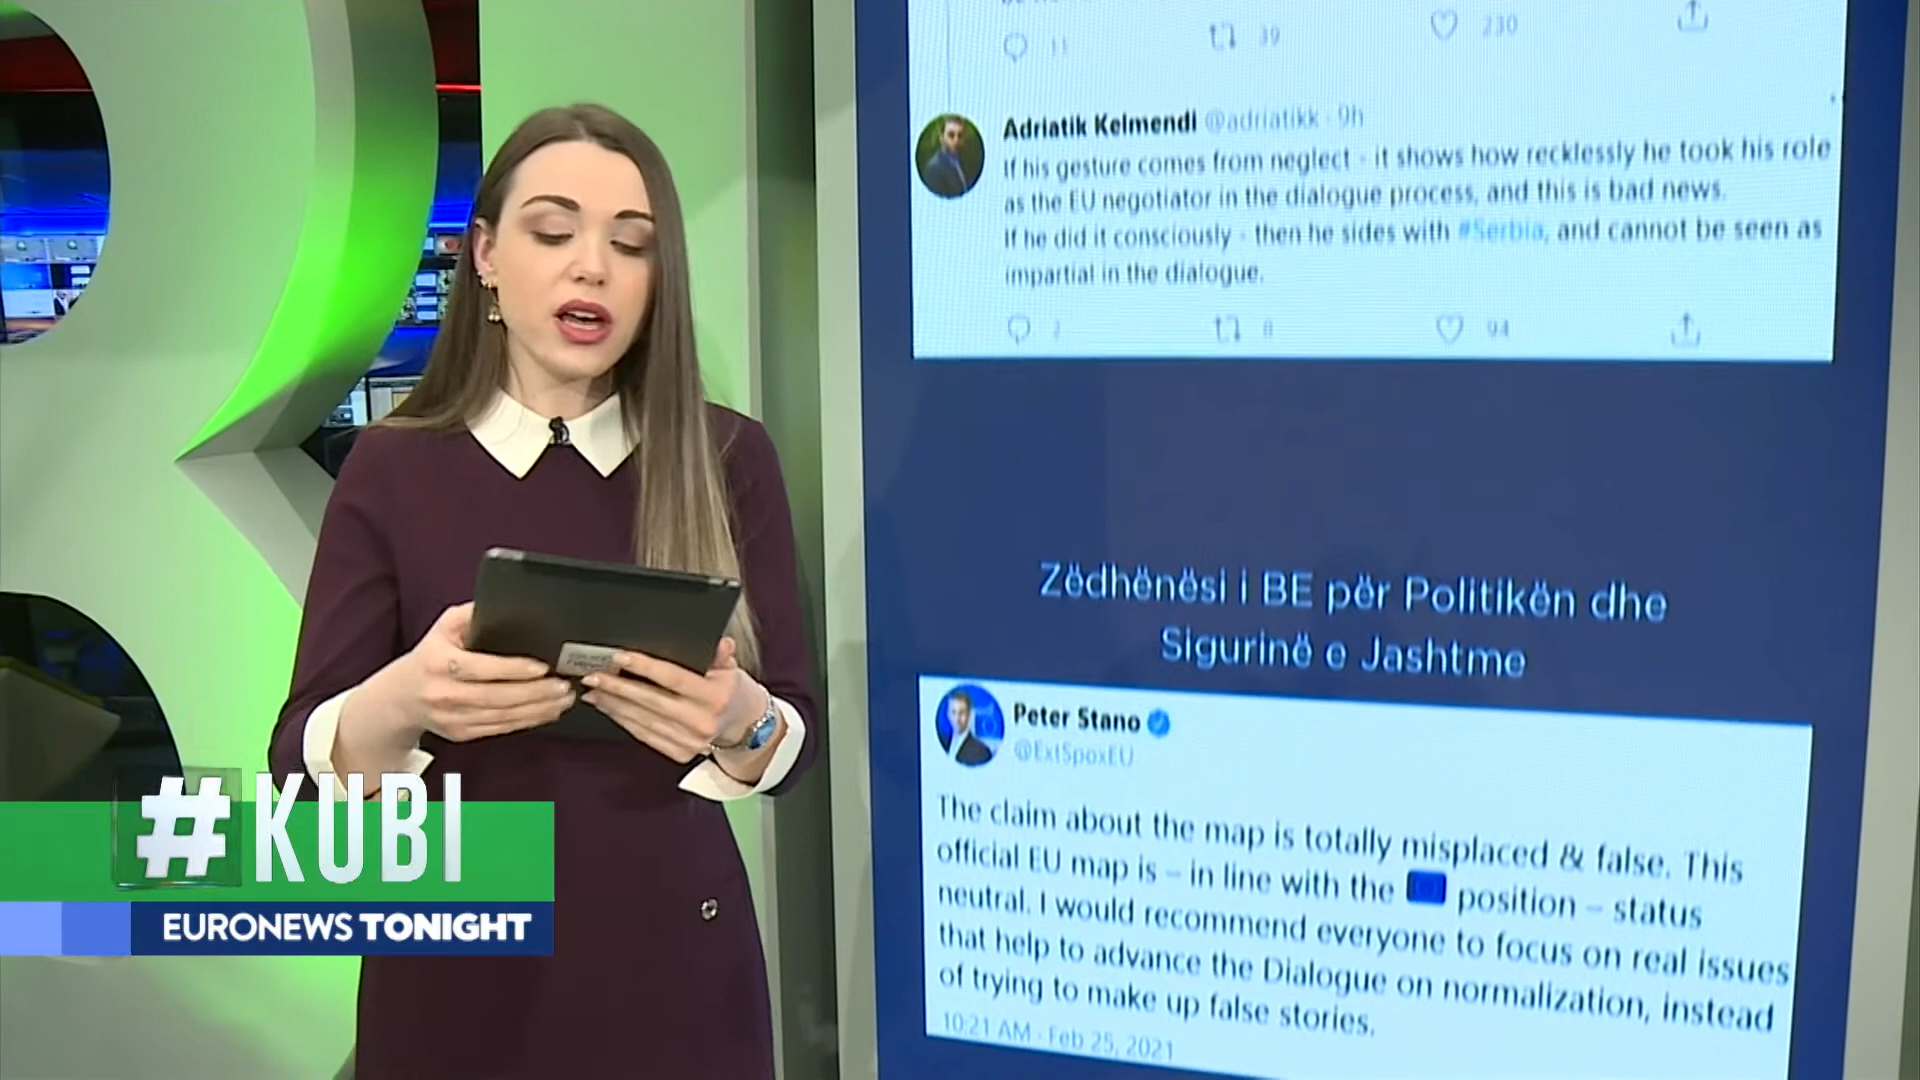 11 39 230
Adriatik Kelmendi @adriatikk · 9h
If his gesture comes from neglect - it shows how recklessly he took his role
as the EU negotiator in the dialogue process, and this is bad news.
If he did it consciously - then he sides with #Serbia, and cannot be seen as
impartial in the dialogue.
2 8 94
Zëdhënësi i BE për Politikën dhe
Sigurinë e Jashtme
Peter Stano
@ExtSpoxEU
The claim about the map is totally misplaced & false. This
official EU map is – in line with the position – status
neutral. I would recommend everyone to focus on real issues
that help to advance the Dialogue on normalization, instead
of trying to make up false stories.
10:21 AM · Feb 25, 2021
#KUBI
EURONEWS TONIGHT